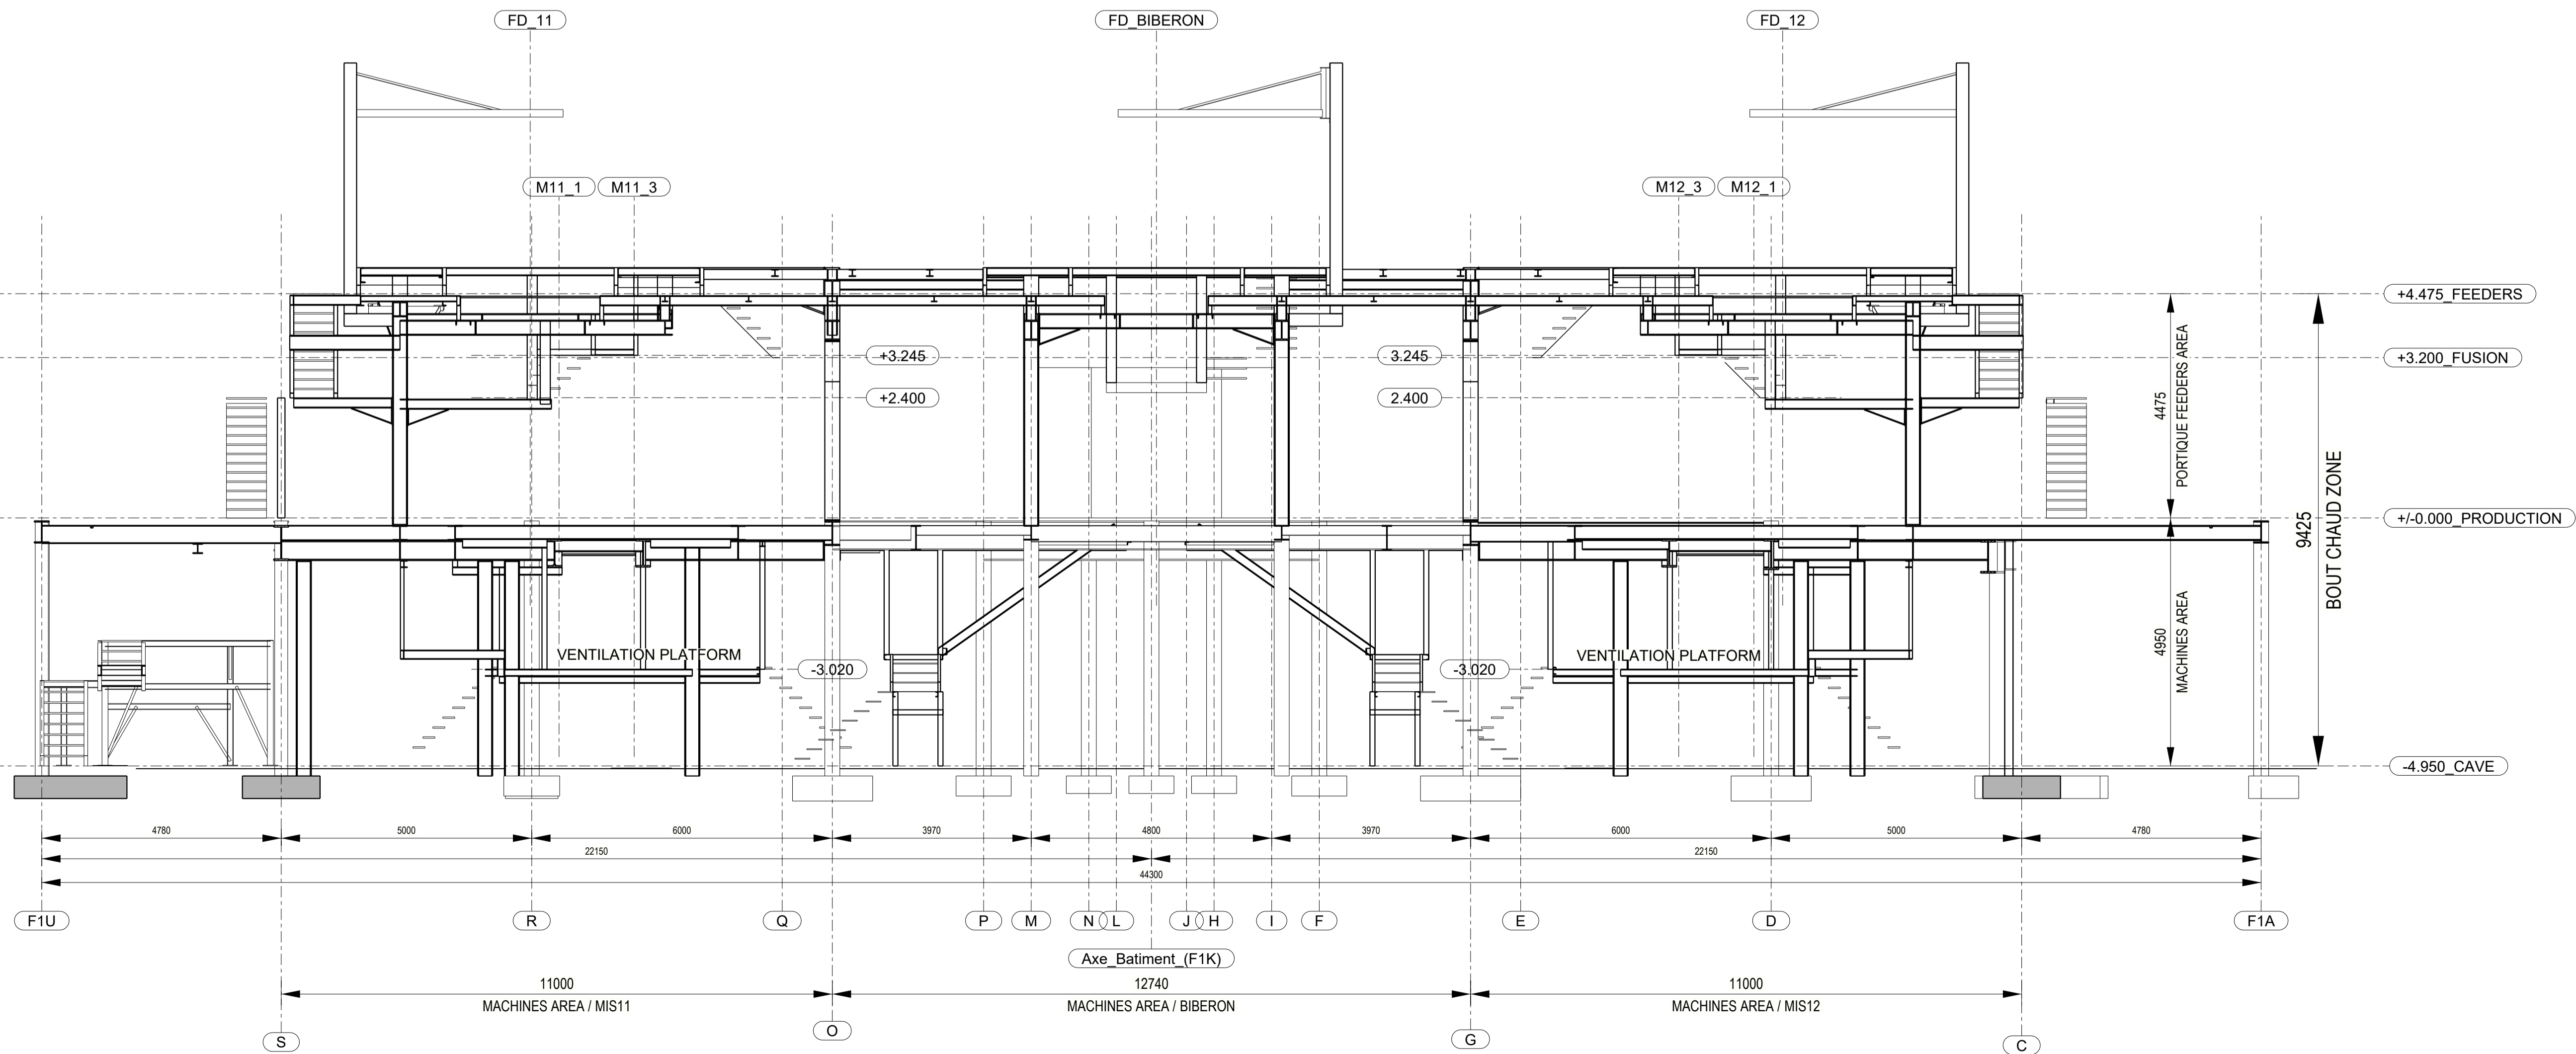 FD_11
FD_BIBERON
FD_12
M11_1
M11_3
M12_3
M12_1
+4.475_FEEDERS
+3.245
3.245
+3.200_FUSION
+2.400
2.400
4475
PORTIQUE FEEDERS AREA
+/-0.000_PRODUCTION
9425
BOUT CHAUD ZONE
4950
MACHINES AREA
VENTILATION PLATFORM
-3.020
-3.020
VENTILATION PLATFORM
-4.950_CAVE
4780
5000
6000
3970
4800
3970
6000
5000
4780
22150
22150
44300
F1U
R
Q
P
M
N
L
J
H
I
F
E
D
F1A
Axe_Batiment_(F1K)
11000
12740
11000
MACHINES AREA / MIS11
MACHINES AREA / BIBERON
MACHINES AREA / MIS12
S
O
G
C